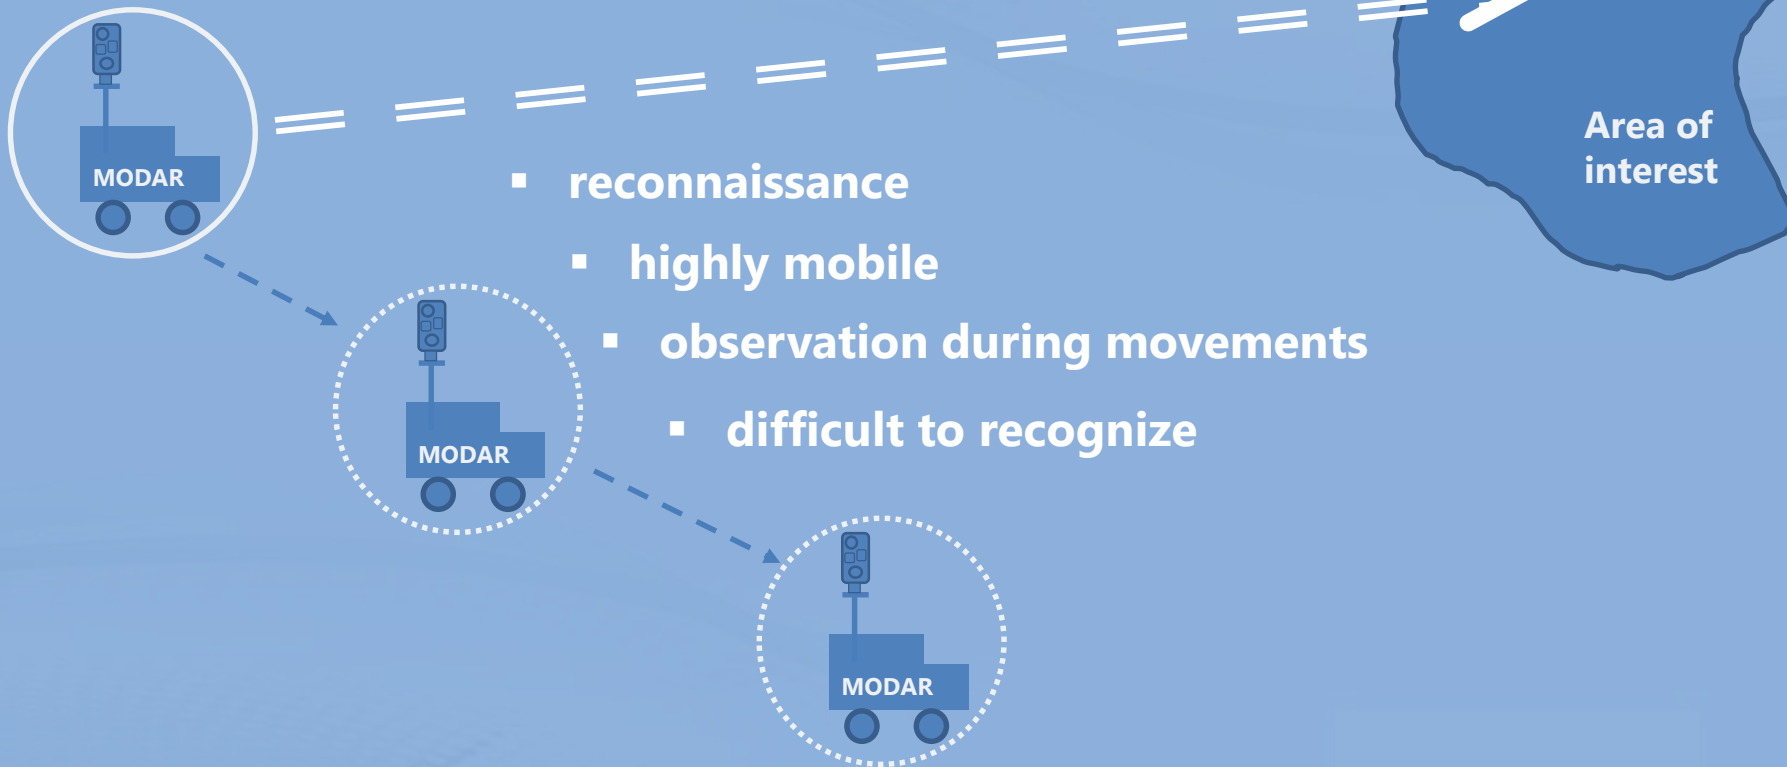 Area of
interest
MODAR
▪ reconnaissance
▪ highly mobile
▪ observation during movements
▪ difficult to recognize
MODAR
MODAR